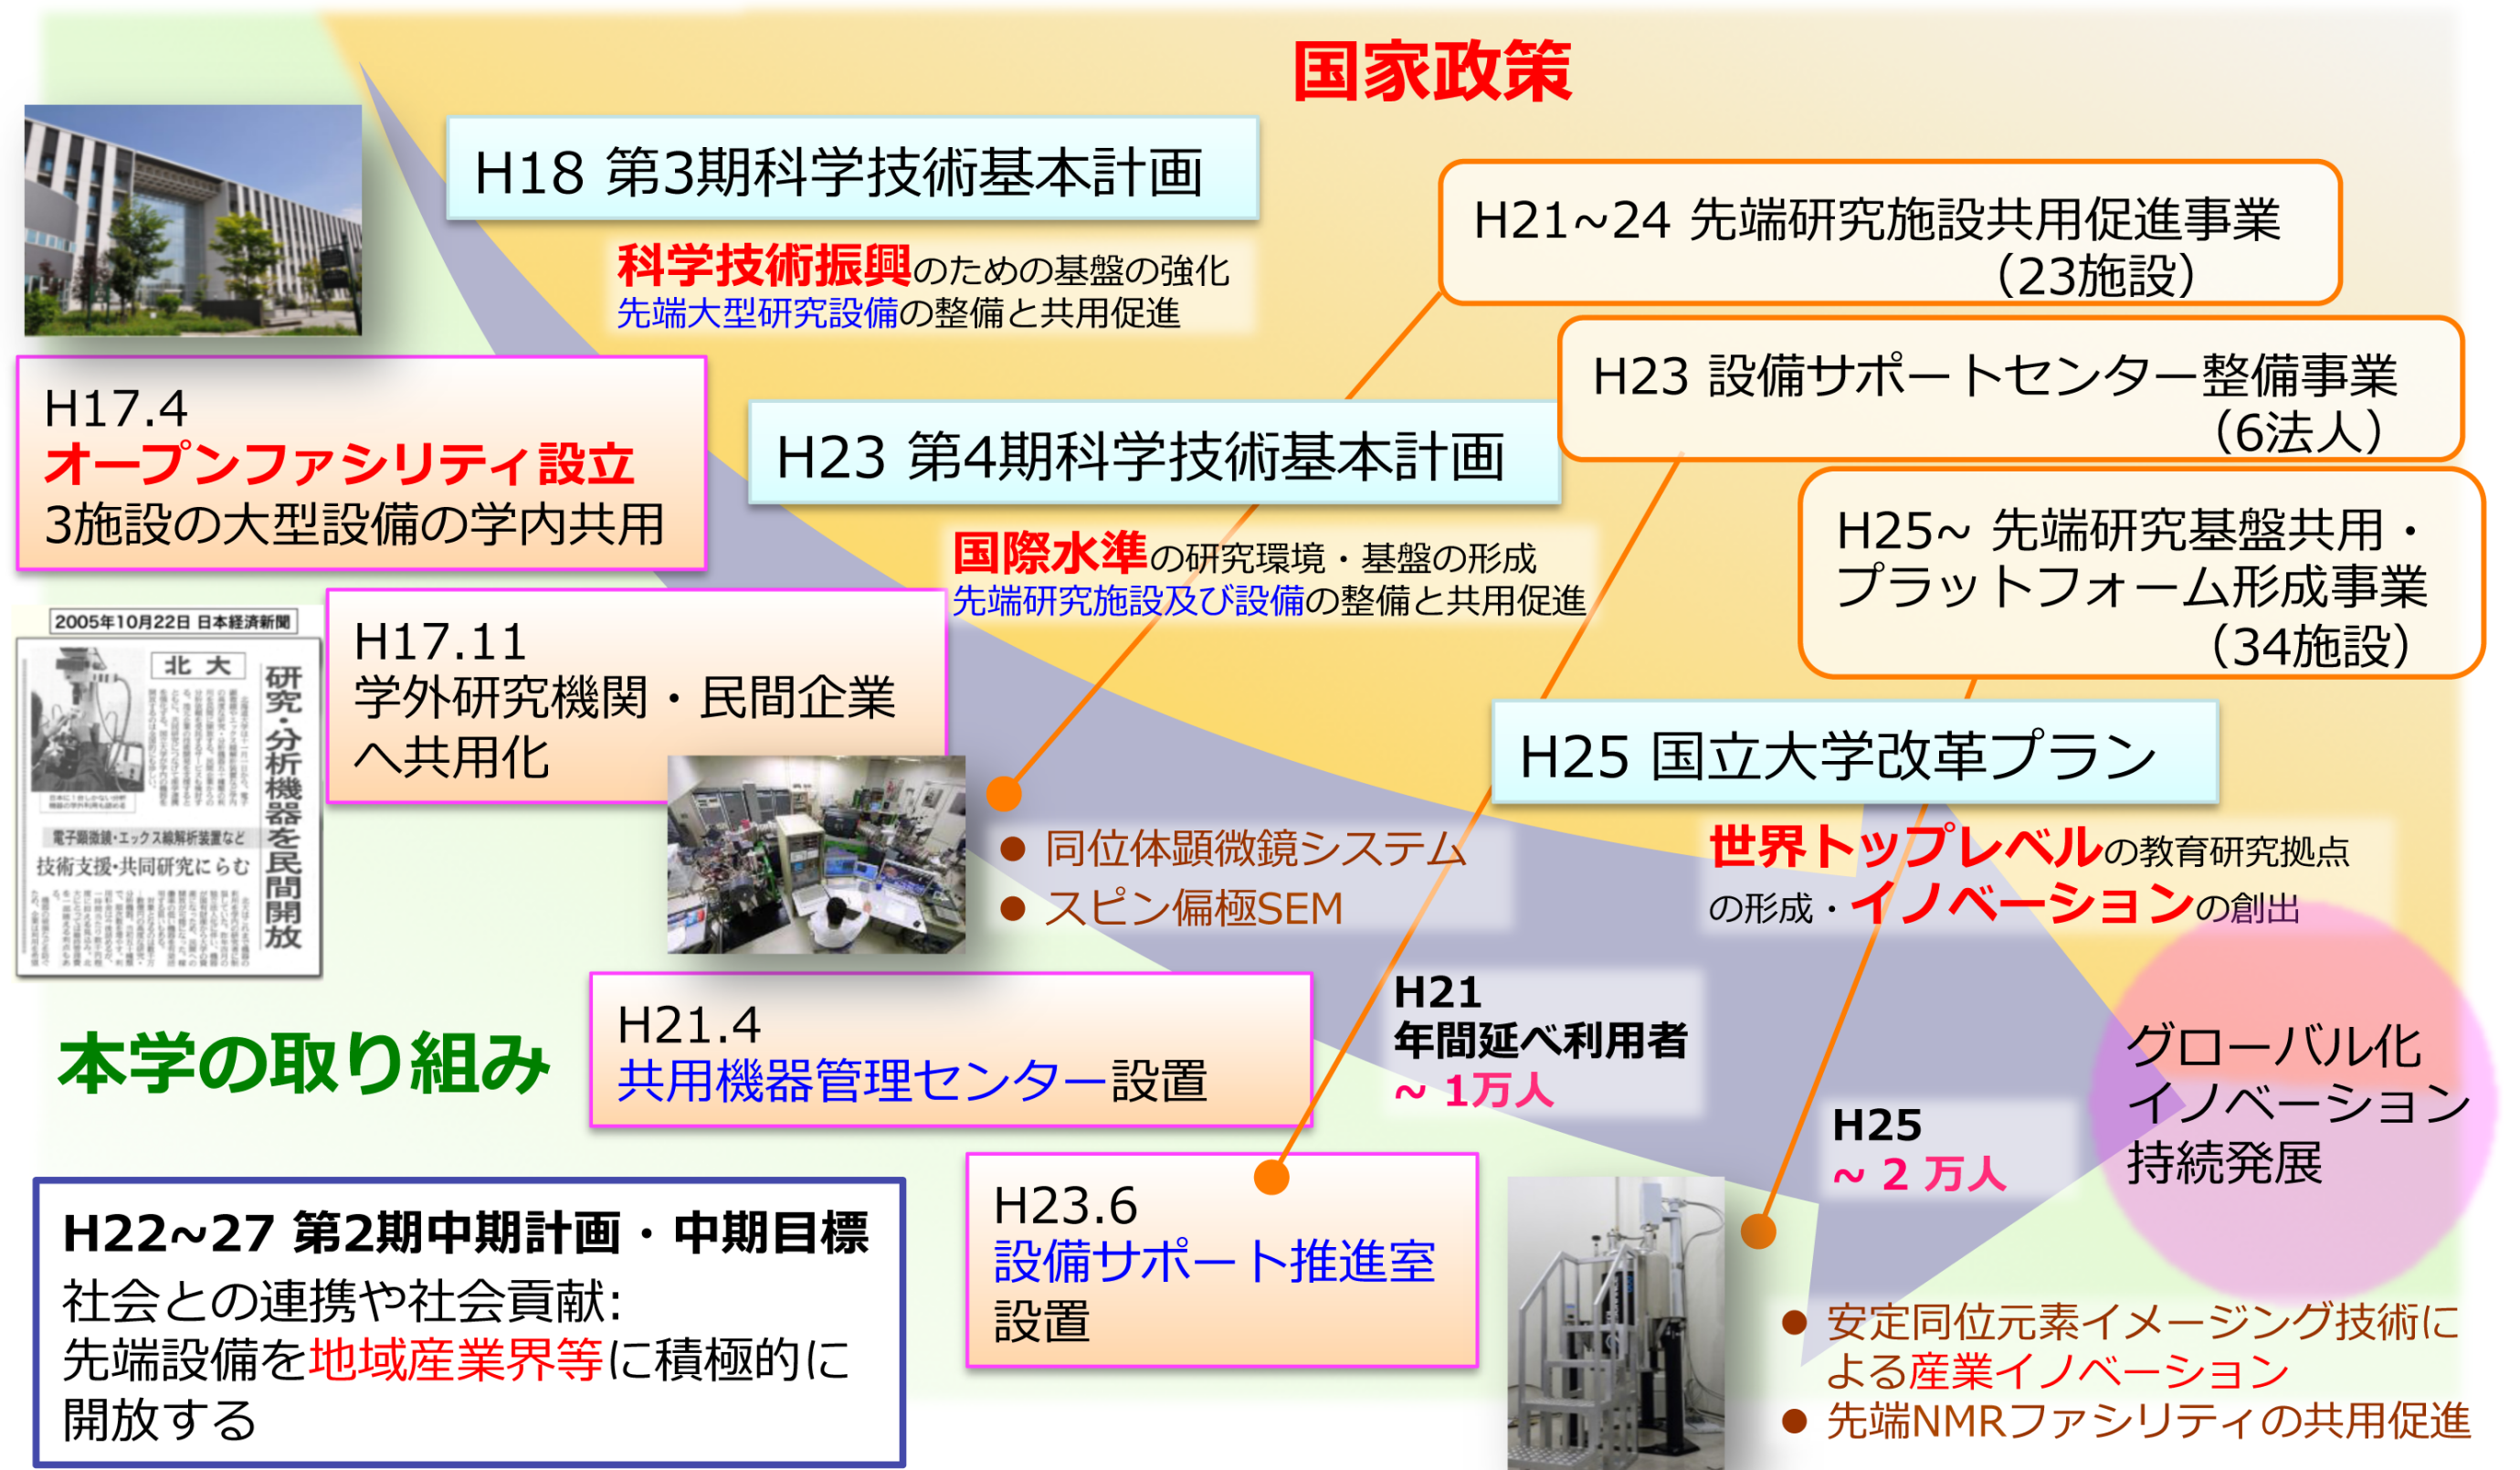 国家政策
H18 第3期科学技術基本計画
科学技術振興のための基盤の強化
先端大型研究設備の整備と共用促進
H21~24 先端研究施設共用促進事業
（23施設）
H23 設備サポートセンター整備事業
（6法人）
H17.4
オープンファシリティ設立
3施設の大型設備の学内共用
H23 第4期科学技術基本計画
国際水準の研究環境・基盤の形成
先端研究施設及び設備の整備と共用促進
H25~ 先端研究基盤共用・
プラットフォーム形成事業
（34施設）
2005年10月22日 日本経済新聞
北大
研究・分析機器を民間開放
電子顕微鏡・エックス線解析装置など
技術支援・共同研究にらむ
H17.11
学外研究機関・民間企業
へ共用化
H25 国立大学改革プラン
世界トップレベルの教育研究拠点
の形成・イノベーションの創出
● 同位体顕微鏡システム
● スピン偏極SEM
本学の取り組み
H21.4
共用機器管理センター設置
H21
年間延べ利用者
~ 1万人
H25
~ 2 万人
グローバル化
イノベーション
持続発展
H22~27 第2期中期計画・中期目標
社会との連携や社会貢献:
先端設備を地域産業界等に積極的に
開放する
H23.6
設備サポート推進室
設置
● 安定同位元素イメージング技術に
よる産業イノベーション
● 先端NMRファシリティの共用促進